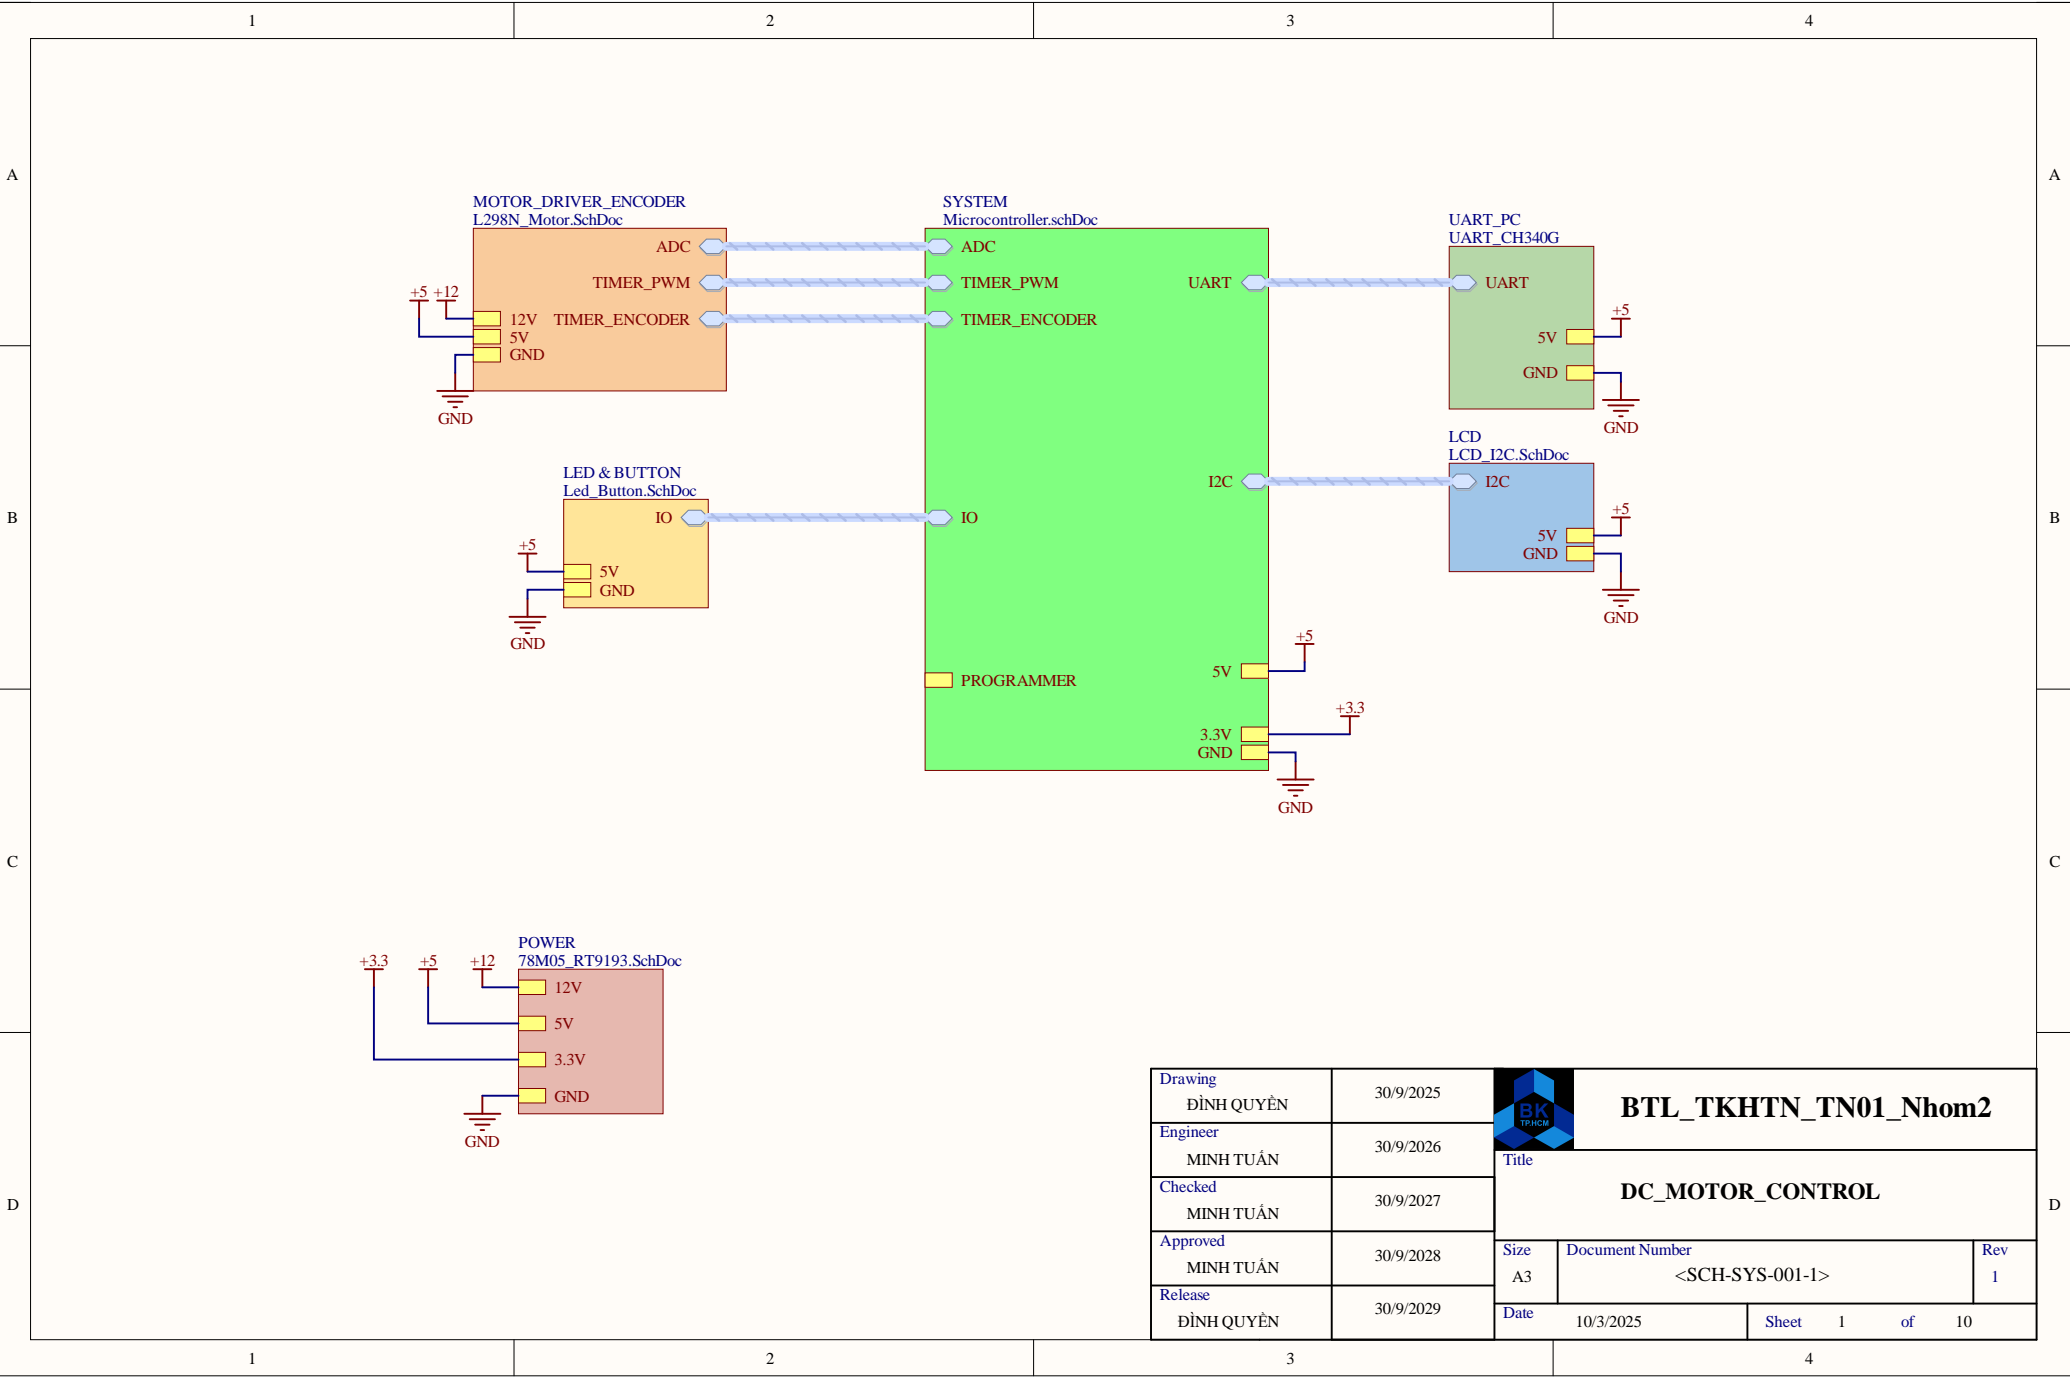 1
2
3
4
A
A
MOTOR_DRIVER_ENCODER
L298N_Motor.SchDoc
ADC
TIMER_PWM
TIMER_ENCODER
+5
+12
12V
5V
GND
GND
SYSTEM
Microcontroller.schDoc
ADC
TIMER_PWM
TIMER_ENCODER
UART
I2C
IO
PROGRAMMER
5V
+5
3.3V
+3.3
GND
GND
UART_PC
UART_CH340G
UART
5V
+5
GND
GND
LCD
LCD_I2C.SchDoc
I2C
5V
+5
GND
GND
LED & BUTTON
Led_Button.SchDoc
IO
+5
5V
GND
GND
B
B
C
C
POWER
78M05_RT9193.SchDoc
+3.3
+5
+12
12V
5V
3.3V
GND
GND
D
D
Drawing
ĐÌNH QUYỀN
30/9/2025
Engineer
MINH TUẤN
30/9/2026
Checked
MINH TUẤN
30/9/2027
Approved
MINH TUẤN
30/9/2028
Release
ĐÌNH QUYỀN
30/9/2029
BK
TP.HCM
BTL_TKHTN_TN01_Nhom2
Title
DC_MOTOR_CONTROL
Size
A3
Document Number
<SCH-SYS-001-1>
Rev
1
Date
10/3/2025
Sheet 1 of 10
1
2
3
4